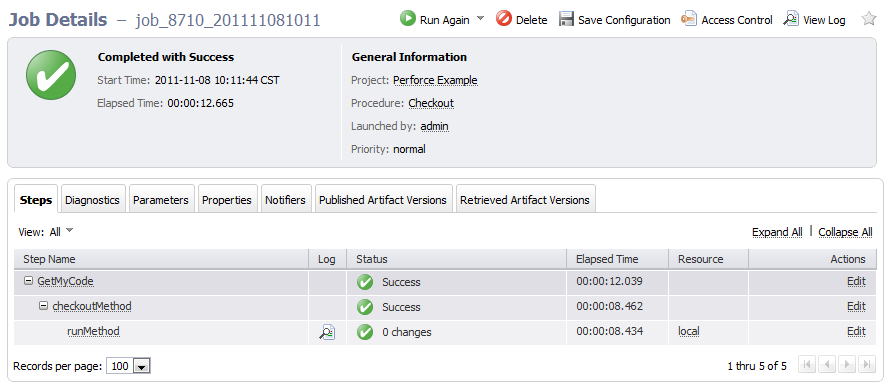 Job Details – job_8710_201111081011 Run Again Delete Save Configuration Access Control View Log
Completed with Success
Start Time: 2011-11-08 10:11:44 CST
Elapsed Time: 00:00:12.665
General Information
Project: Perforce Example
Procedure: Checkout
Launched by: admin
Priority: normal
Steps Diagnostics Parameters Properties Notifiers Published Artifact Versions Retrieved Artifact Versions
View: All Expand All | Collapse All
Step Name Log Status Elapsed Time Resource Actions
GetMyCode Success 00:00:12.039 Edit
checkoutMethod Success 00:00:08.462 Edit
runMethod 0 changes 00:00:08.434 local Edit
Records per page: 100 1 thru 5 of 5